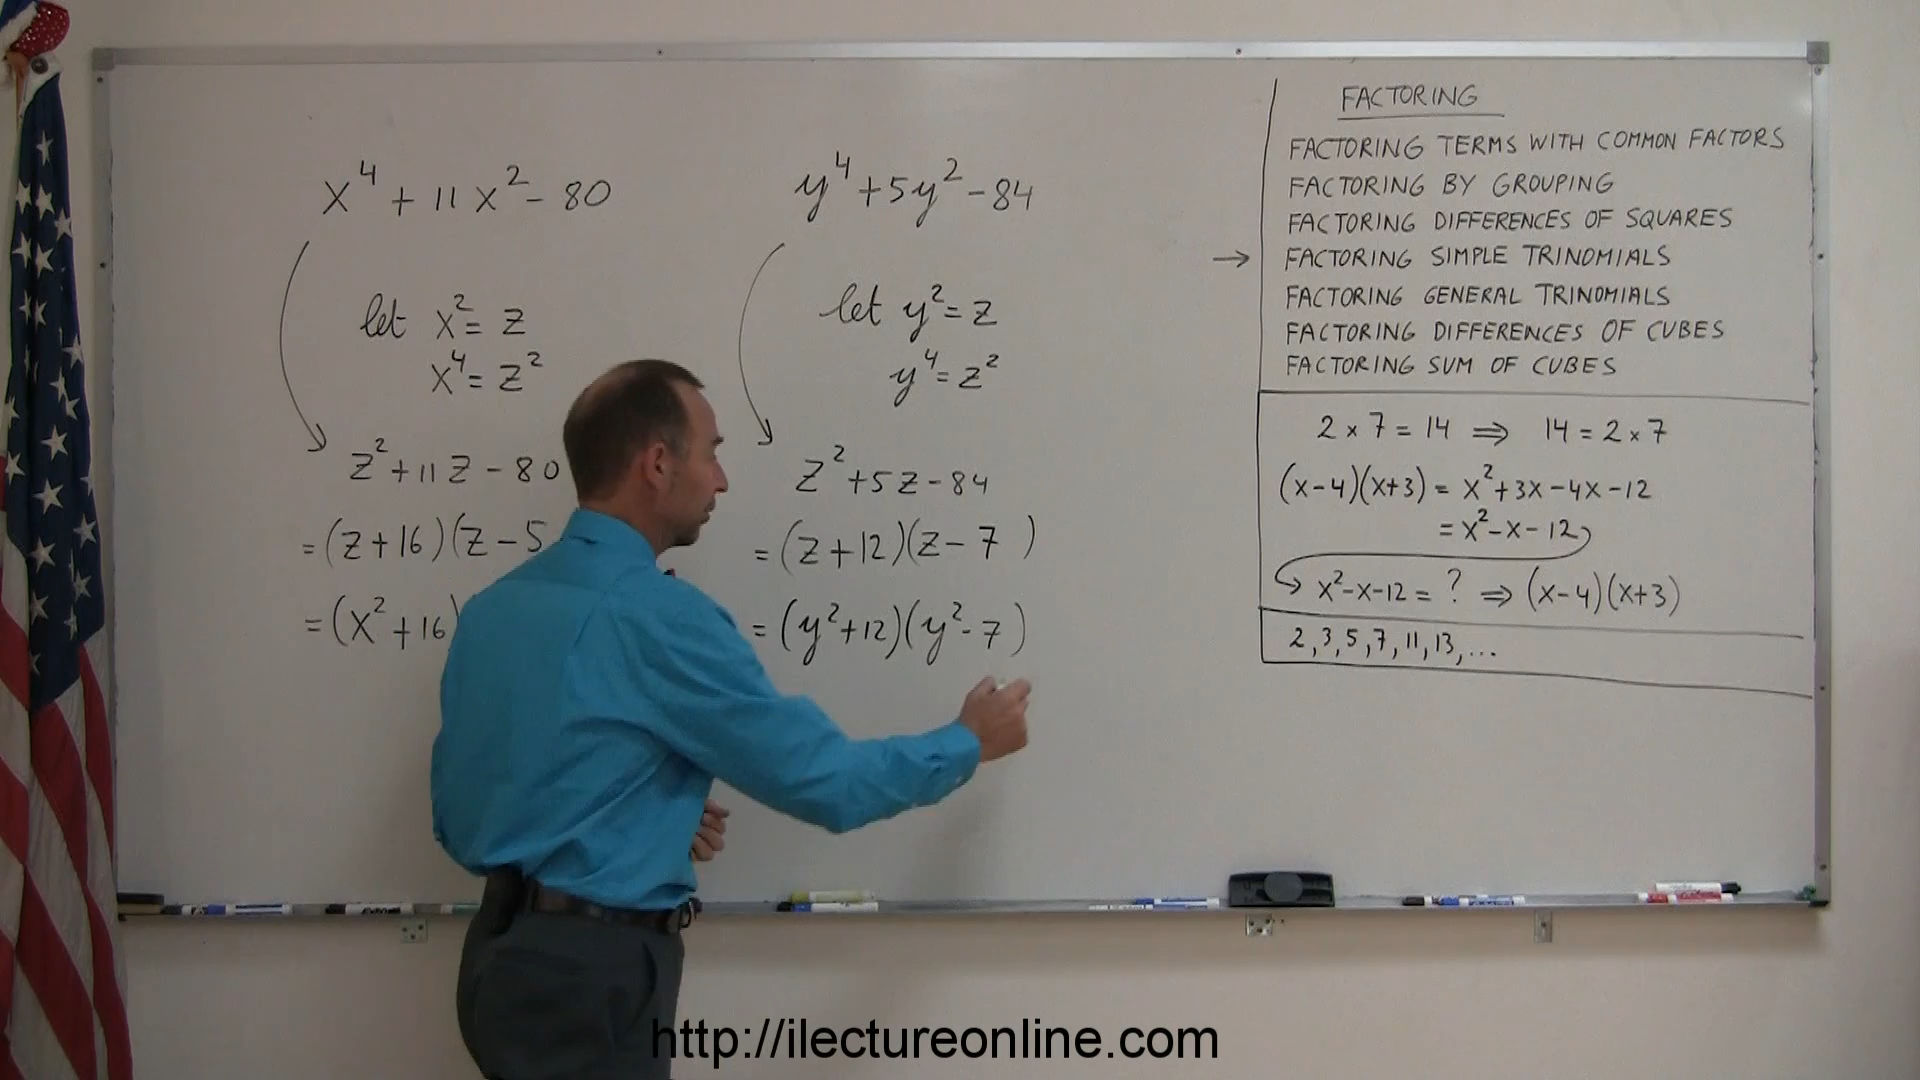 x⁴ + 11x² - 80
let x² = z
x⁴ = z²
z² + 11z - 80
= (z + 16)(z - 5
= (x² + 16)
y⁴ + 5y² - 84
let y² = z
y⁴ = z²
z² + 5z - 84
= (z + 12)(z - 7 )
= (y² + 12)(y² - 7)
FACTORING
FACTORING TERMS WITH COMMON FACTORS
FACTORING BY GROUPING
FACTORING DIFFERENCES OF SQUARES
→ FACTORING SIMPLE TRINOMIALS
FACTORING GENERAL TRINOMIALS
FACTORING DIFFERENCES OF CUBES
FACTORING SUM OF CUBES
2 × 7 = 14 ⇒ 14 = 2 × 7
(x-4)(x+3) = x² + 3x - 4x - 12
= x² - x - 12
x² - x - 12 = ? ⇒ (x-4)(x+3)
2, 3, 5, 7, 11, 13, ...
http://ilectureonline.com